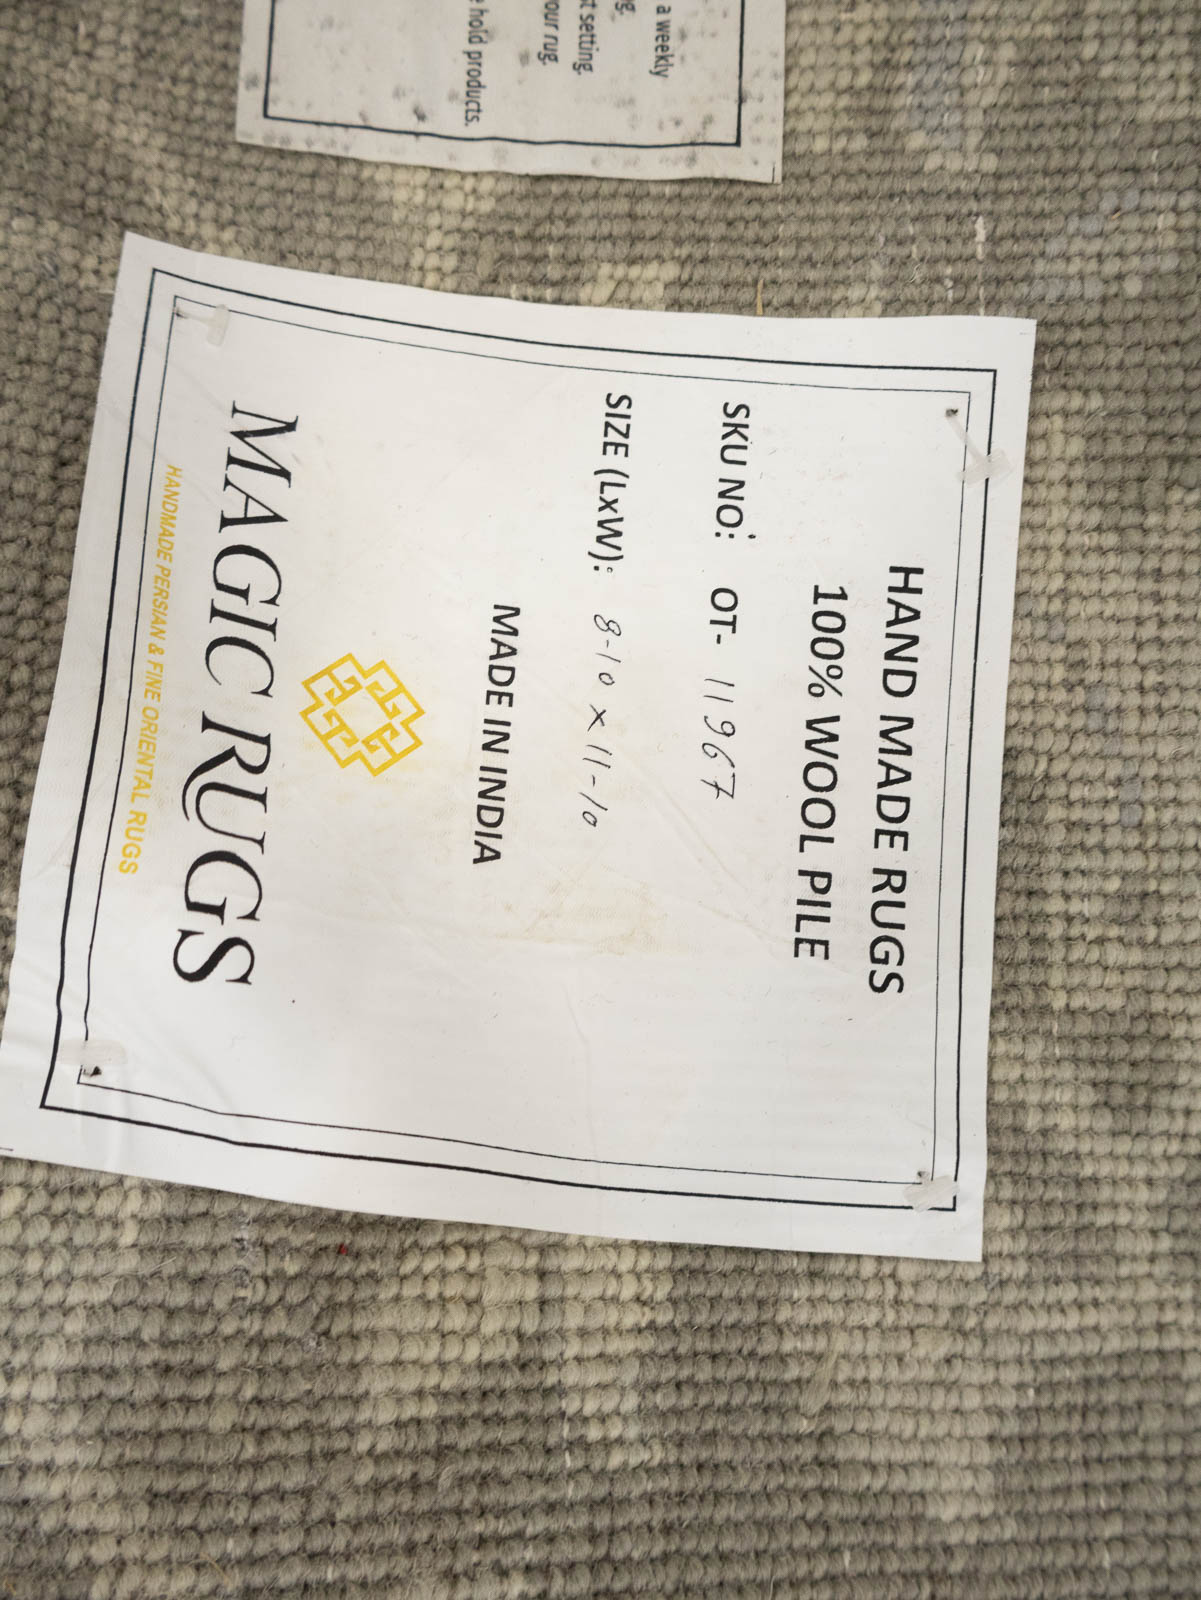 a weekly
t setting.
our rug.
hold products.
HAND MADE RUGS
100% WOOL PILE
SKU NO: OT- 11967
SIZE (LxW): 8-10 x 11-10
MADE IN INDIA
MAGIC RUGS
HANDMADE PERSIAN & FINE ORIENTAL RUGS